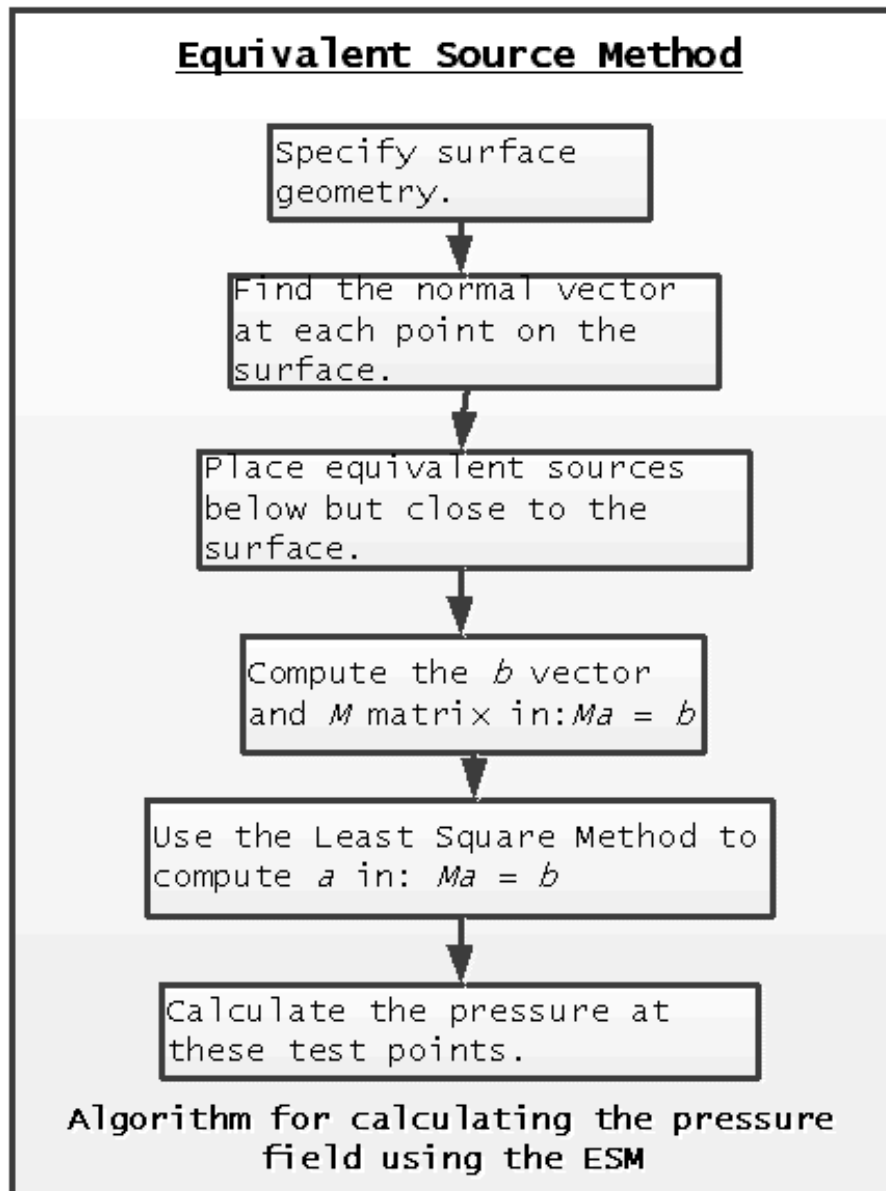 Equivalent Source Method
Specify surface
geometry.
Find the normal vector
at each point on the
surface.
Place equivalent sources
below but close to the
surface.
Compute the b vector
and M matrix in:Ma = b
Use the Least Square Method to
compute a in: Ma = b
Calculate the pressure at
these test points.
Algorithm for calculating the pressure
field using the ESM